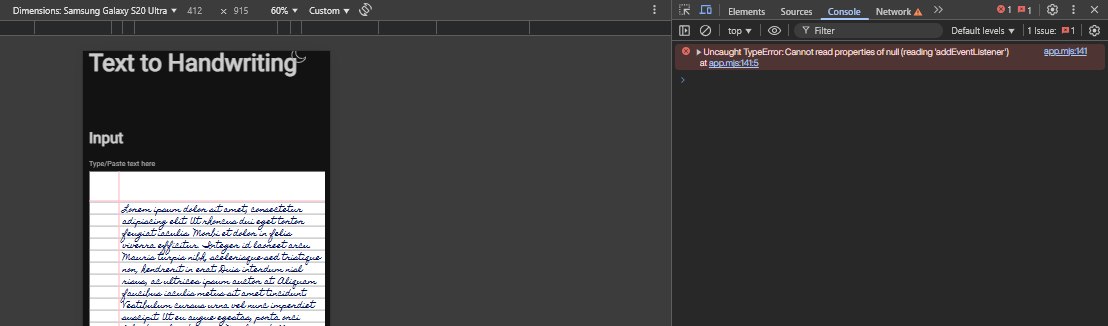 Dimensions: Samsung Galaxy S20 Ultra 412 × 915 60% Custom
Elements Sources Console Network 1 1
top Filter Default levels 1 Issue: 1
Uncaught TypeError: Cannot read properties of null (reading 'addEventListener') app.mjs:141
at app.mjs:141:5
Text to Handwriting
Input
Type/Paste text here
Lorem ipsum dolor sit amet, consectetur
adipiscing elit. Ut rhoncus dui eget tortor
feugiat iaculis. Morbi et dolor in felis
viverra efficitur. Integer id laoreet arcu.
Mauris turpis nibh, scelerisque sed tristique
non, hendrerit in erat. Duis interdum nisl
risus, ac ultrices ipsum auctor at. Aliquam
faucibus iaculis metus sit amet tincidunt.
Vestibulum cursus urna vel nunc imperdiet
suscipit. Ut eu augue egestas, porta orci